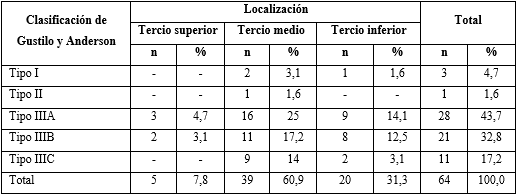 Clasificación de Gustilo y Anderson Localización Total
Tercio superior Tercio medio Tercio inferior
n % n % n % n %
Tipo I - - 2 3,1 1 1,6 3 4,7
Tipo II - - 1 1,6 - - 1 1,6
Tipo IIIA 3 4,7 16 25 9 14,1 28 43,7
Tipo IIIB 2 3,1 11 17,2 8 12,5 21 32,8
Tipo IIIC - - 9 14 2 3,1 11 17,2
Total 5 7,8 39 60,9 20 31,3 64 100,0